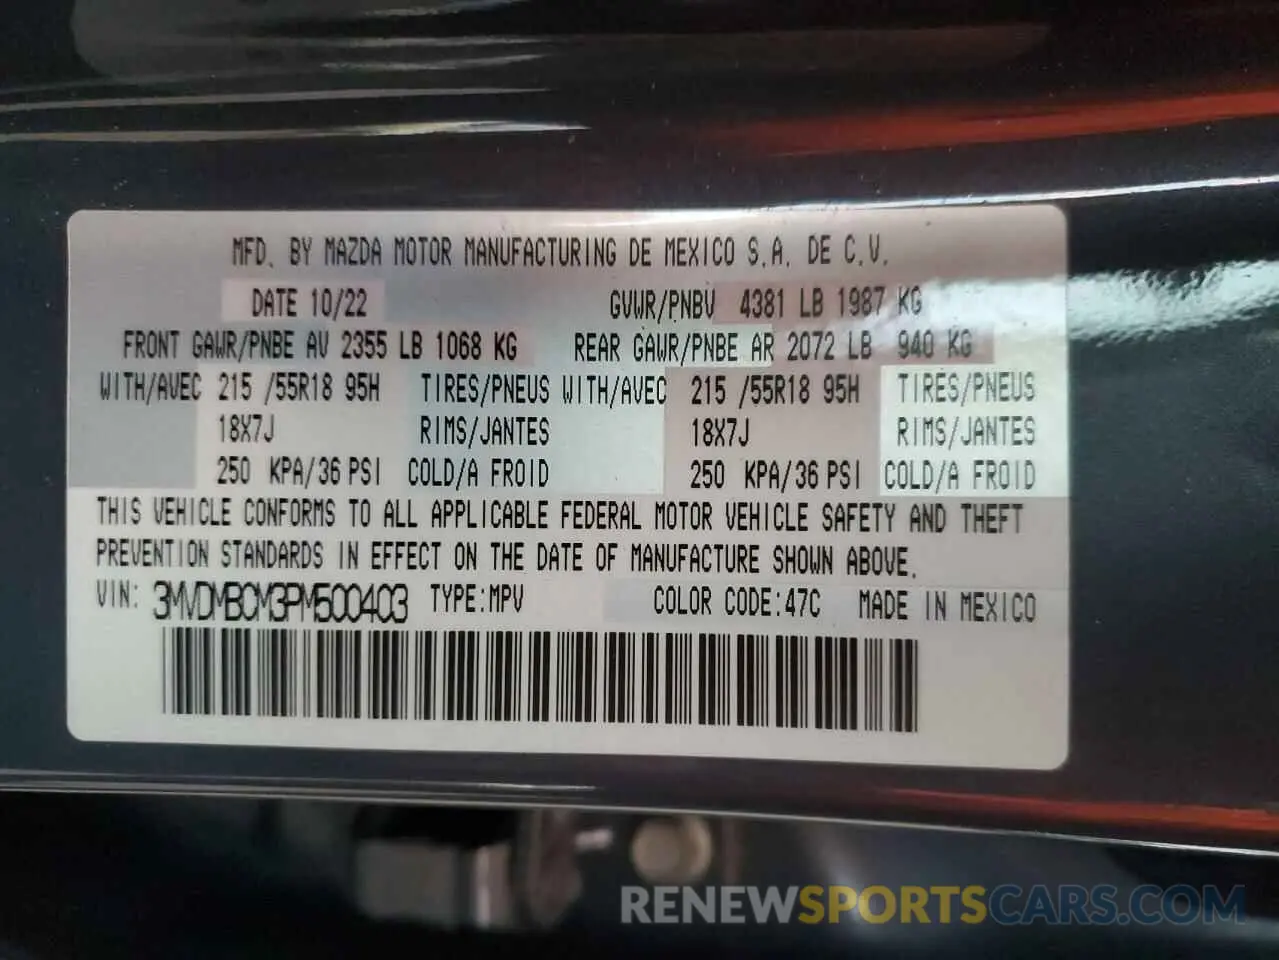 MFD. BY MAZDA MOTOR MANUFACTURING DE MEXICO S.A. DE C.V.
DATE 10/22 GVWR/PNBV 4381 LB 1987 KG
FRONT GAWR/PNBE AV 2355 LB 1068 KG REAR GAWR/PNBE AR 2072 LB 940 KG
WITH/AVEC 215 /55R18 95H TIRES/PNEUS WITH/AVEC 215 /55R18 95H TIRES/PNEUS
18X7J RIMS/JANTES 18X7J RIMS/JANTES
250 KPA/36 PSI COLD/A FROID 250 KPA/36 PSI COLD/A FROID
THIS VEHICLE CONFORMS TO ALL APPLICABLE FEDERAL MOTOR VEHICLE SAFETY AND THEFT
PREVENTION STANDARDS IN EFFECT ON THE DATE OF MANUFACTURE SHOWN ABOVE.
VIN: 3MVDMBCM3PM500403 TYPE:MPV COLOR CODE:47C MADE IN MEXICO
RENEWSPORTSCARS.COM